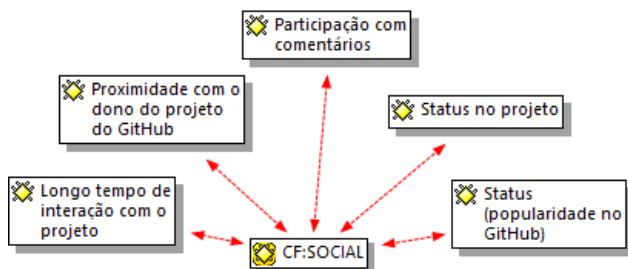 Participação com
comentários
Proximidade com o
dono do projeto
do GitHub
Status no projeto
Longo tempo de
interação com o
projeto
Status
(popularidade no
GitHub)
CF:SOCIAL